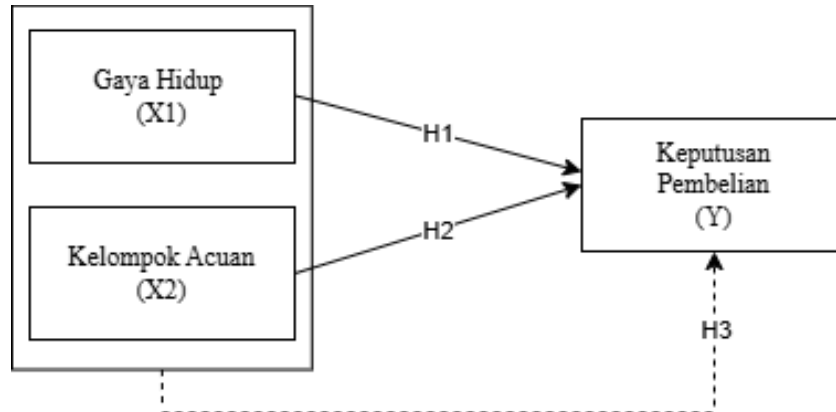 Gaya Hidup
(X1)
H1
Keputusan
Pembelian
(Y)
Kelompok Acuan
(X2)
H2
H3